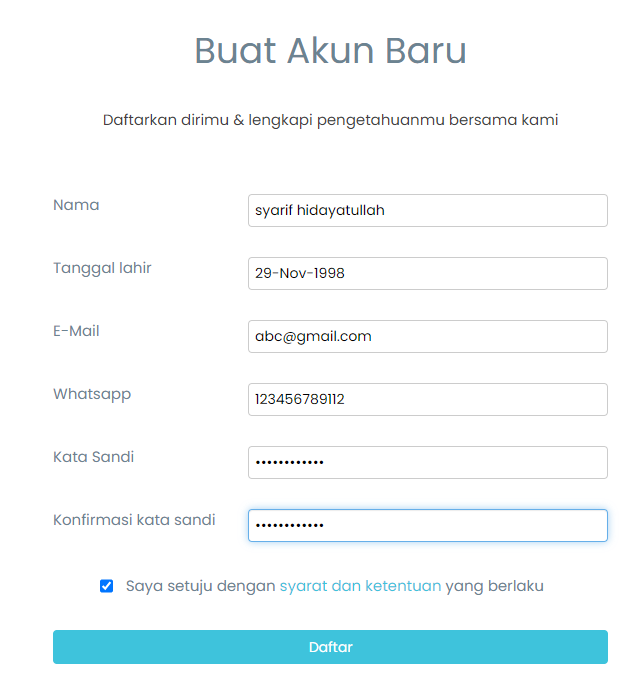 Buat Akun Baru
Daftarkan dirimu & lengkapi pengetahuanmu bersama kami
Nama
syarif hidayatullah
Tanggal lahir
29-Nov-1998
E-Mail
abc@gmail.com
Whatsapp
123456789112
Kata Sandi
••••••••••••
Konfirmasi kata sandi
••••••••••••
Saya setuju dengan syarat dan ketentuan yang berlaku
Daftar